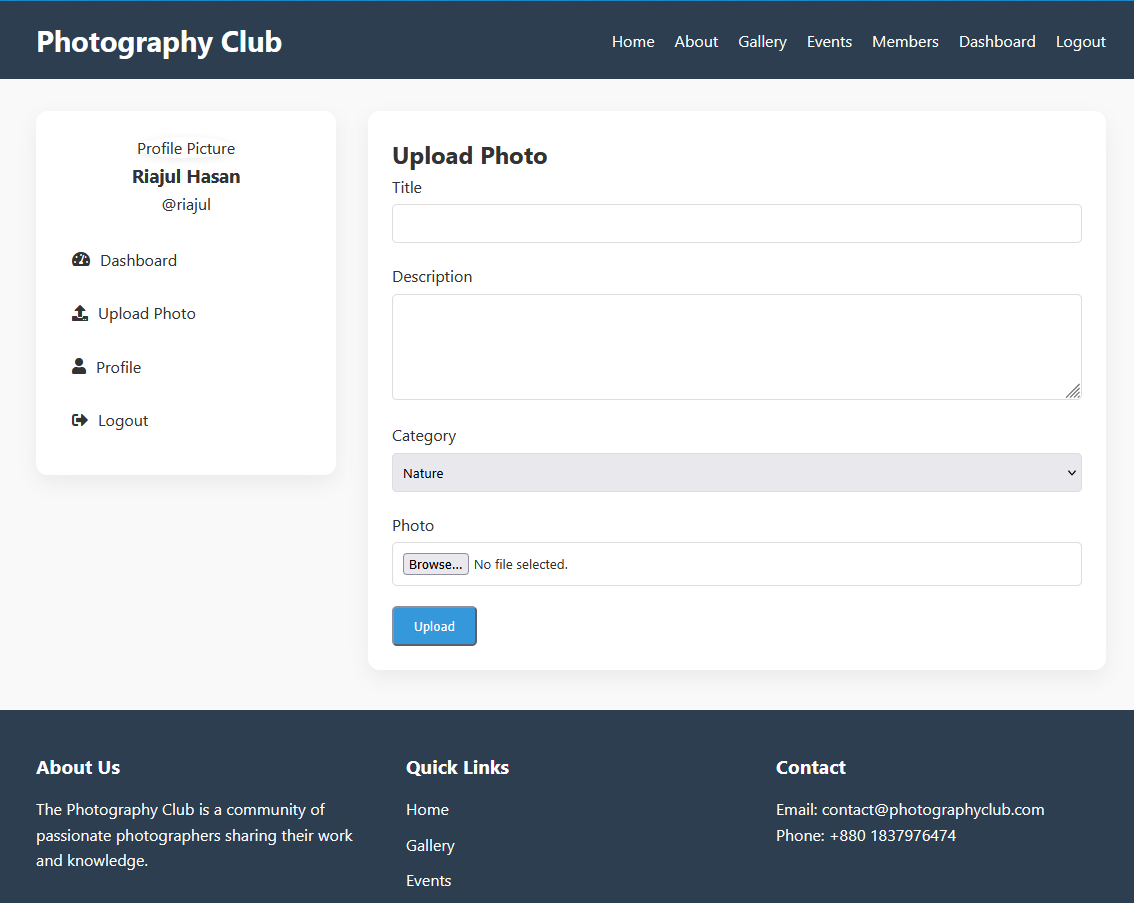 Photography Club
Home About Gallery Events Members Dashboard Logout
Profile Picture
Riajul Hasan
@riajul
Dashboard
Upload Photo
Profile
Logout
Upload Photo
Title
Description
Category
Nature
Photo
Browse... No file selected.
Upload
About Us
The Photography Club is a community of
passionate photographers sharing their work
and knowledge.
Quick Links
Home
Gallery
Events
Contact
Email: contact@photographyclub.com
Phone: +880 1837976474